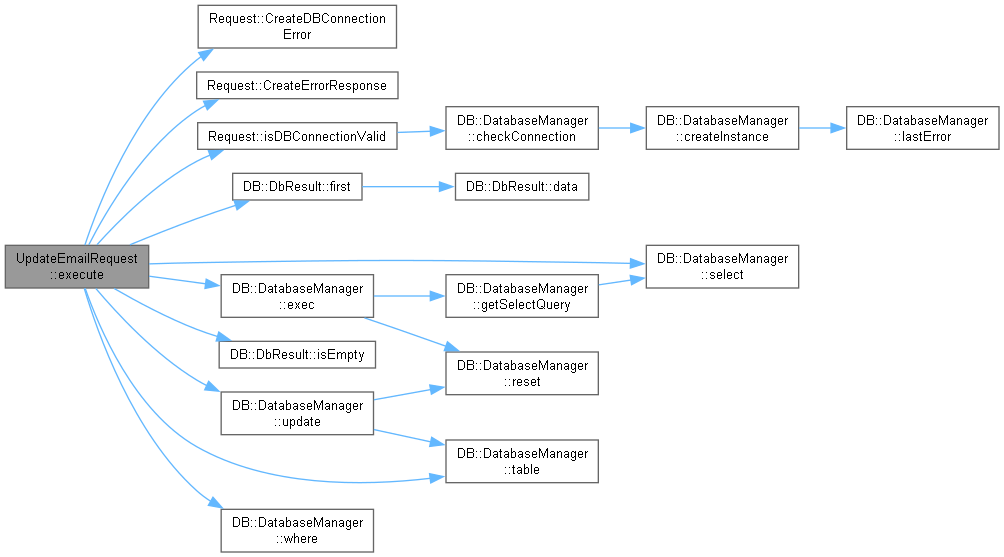 Request::CreateDBConnection
Error
Request::CreateErrorResponse
Request::isDBConnectionValid
DB::DatabaseManager
::checkConnection
DB::DatabaseManager
::createInstance
DB::DatabaseManager
::lastError
DB::DbResult::first
DB::DbResult::data
UpdateEmailRequest
::execute
DB::DatabaseManager
::select
DB::DatabaseManager
::exec
DB::DatabaseManager
::getSelectQuery
DB::DbResult::isEmpty
DB::DatabaseManager
::reset
DB::DatabaseManager
::update
DB::DatabaseManager
::table
DB::DatabaseManager
::where